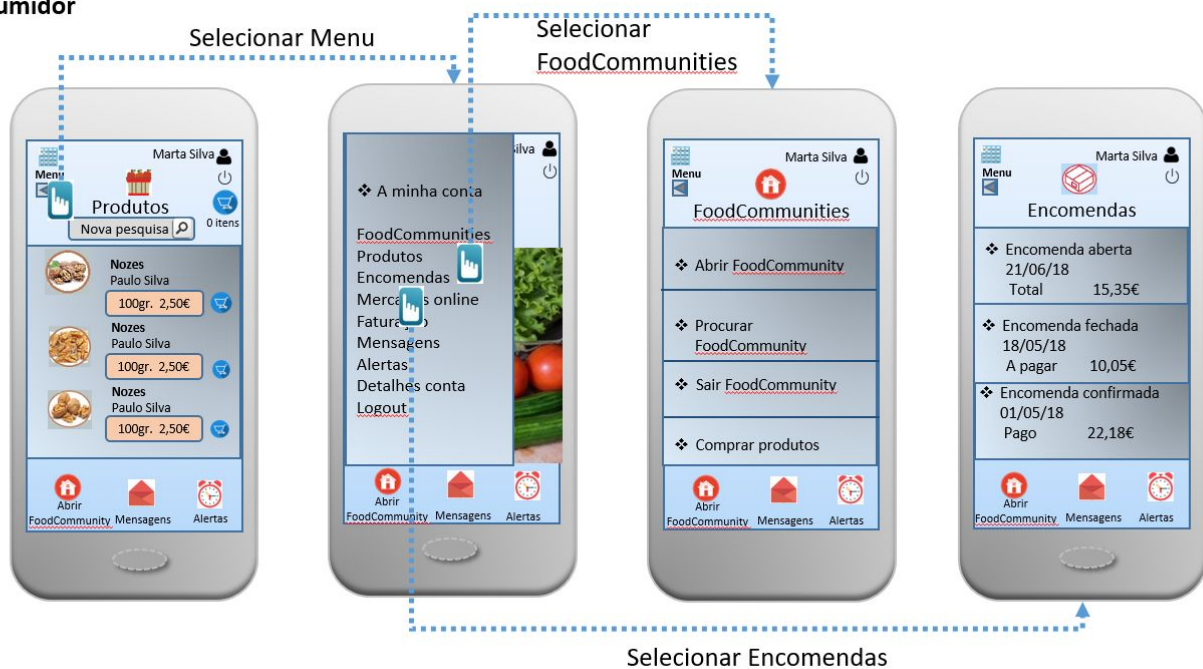 umidor
Selecionar Menu
Selecionar
FoodCommunities
Marta Silva
Menu
Produtos
0 itens
Nova pesquisa
Nozes
Paulo Silva
100gr. 2,50€
Nozes
Paulo Silva
100gr. 2,50€
Nozes
Paulo Silva
100gr. 2,50€
Abrir
FoodCommunity
Mensagens
Alertas
ilva
❖ A minha conta
FoodCommunities
Produtos
Encomendas
online
Mensagens
Alertas
Detalhes conta
Logout
Abrir
FoodCommunity
Mensagens
Alertas
Marta Silva
Menu
FoodCommunities
❖ Abrir FoodCommunity
❖ Procurar
FoodCommunity
❖ Sair FoodCommunity
❖ Comprar produtos
Abrir
FoodCommunity
Mensagens
Alertas
Marta Silva
Menu
Encomendas
❖ Encomenda aberta
21/06/18
Total 15,35€
❖ Encomenda fechada
18/05/18
A pagar 10,05€
❖ Encomenda confirmada
01/05/18
Pago 22,18€
Abrir
FoodCommunity
Mensagens
Alertas
Selecionar Encomendas